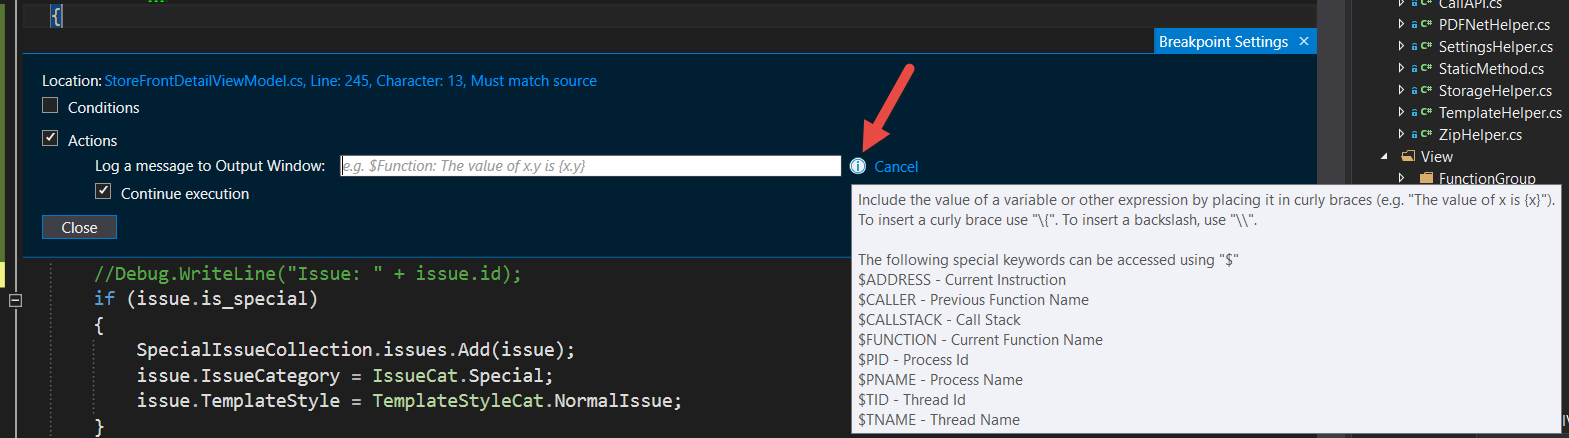 {
Breakpoint Settings ×
Location: StoreFrontDetailViewModel.cs, Line: 245, Character: 13, Must match source
Conditions
Actions
Log a message to Output Window: e.g. $Function: The value of x.y is {x.y} Cancel
Continue execution
Close
Include the value of a variable or other expression by placing it in curly braces (e.g. "The value of x is {x}").
To insert a curly brace use "\{". To insert a backslash, use "\\".
The following special keywords can be accessed using "$"
$ADDRESS - Current Instruction
$CALLER - Previous Function Name
$CALLSTACK - Call Stack
$FUNCTION - Current Function Name
$PID - Process Id
$PNAME - Process Name
$TID - Thread Id
$TNAME - Thread Name
//Debug.WriteLine("Issue: " + issue.id);
if (issue.is_special)
{
SpecialIssueCollection.issues.Add(issue);
issue.IssueCategory = IssueCat.Special;
issue.TemplateStyle = TemplateStyleCat.NormalIssue;
}
C# CallAPI.cs
C# PDFNetHelper.cs
C# SettingsHelper.cs
C# StaticMethod.cs
C# StorageHelper.cs
C# TemplateHelper.cs
C# ZipHelper.cs
View
FunctionGroup